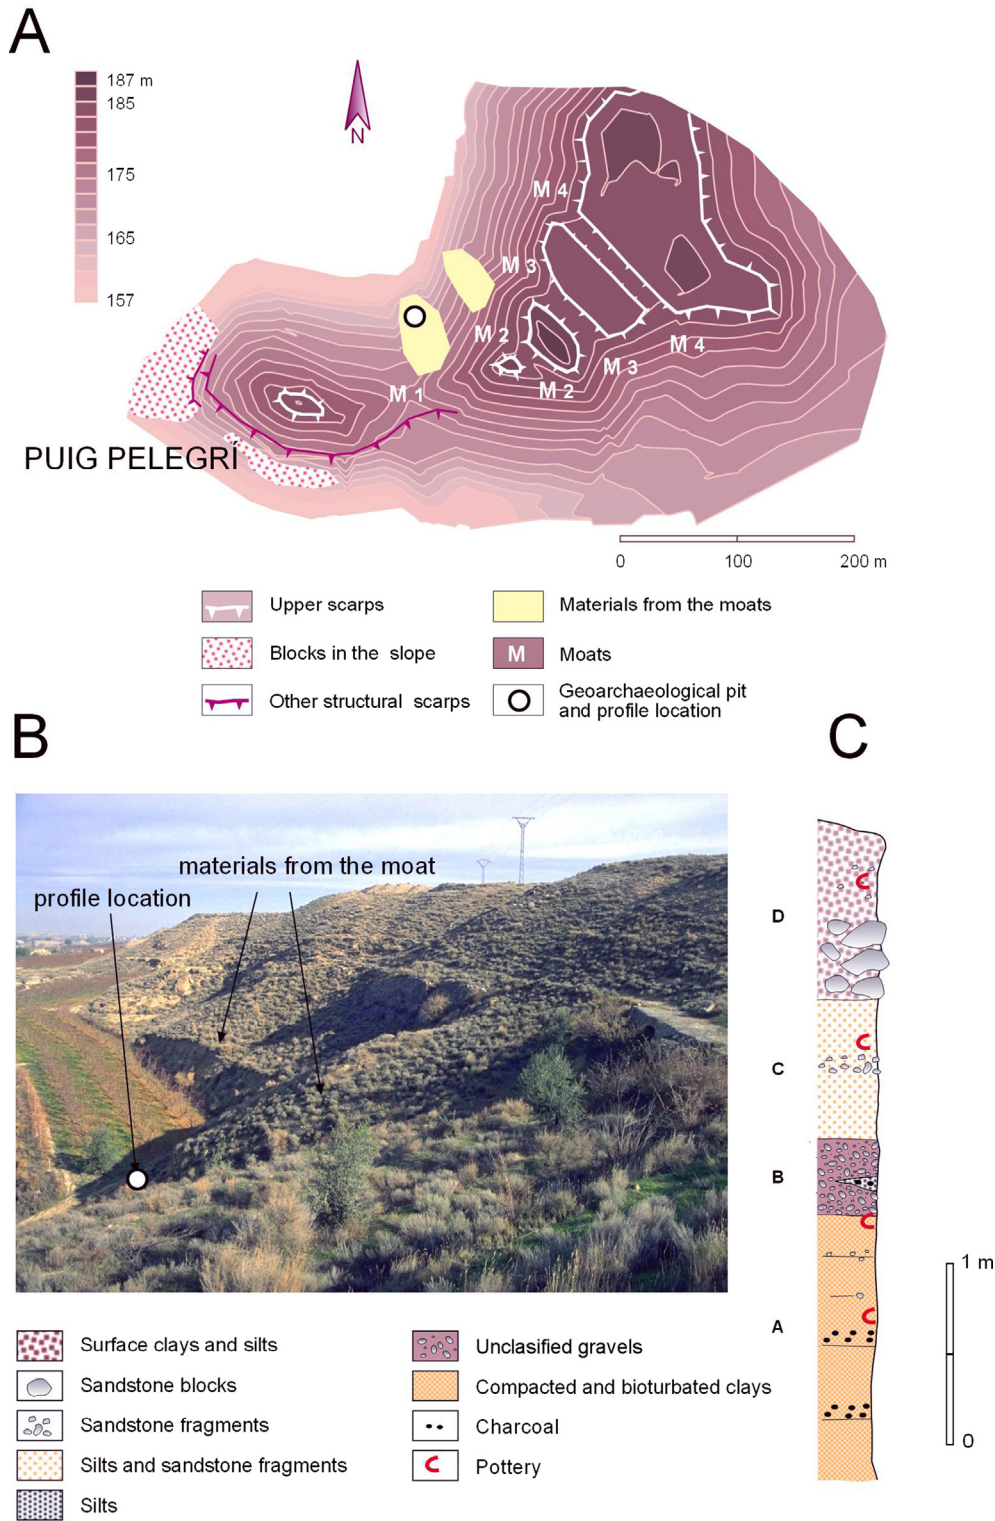 A
187 m
185
175
165
157
N
M 4
M 3
M 2
M 1
M 4
M 3
M 2
PUIG PELEGRÍ
0 100 200 m
Upper scarps
Blocks in the slope
Other structural scarps
Materials from the moats
M
Moats
Geoarchaeological pit
and profile location
B
materials from the moat
profile location
C
D
C
B
A
1 m
0
Surface clays and silts
Sandstone blocks
Sandstone fragments
Silts and sandstone fragments
Silts
Unclasified gravels
Compacted and bioturbated clays
Charcoal
Pottery